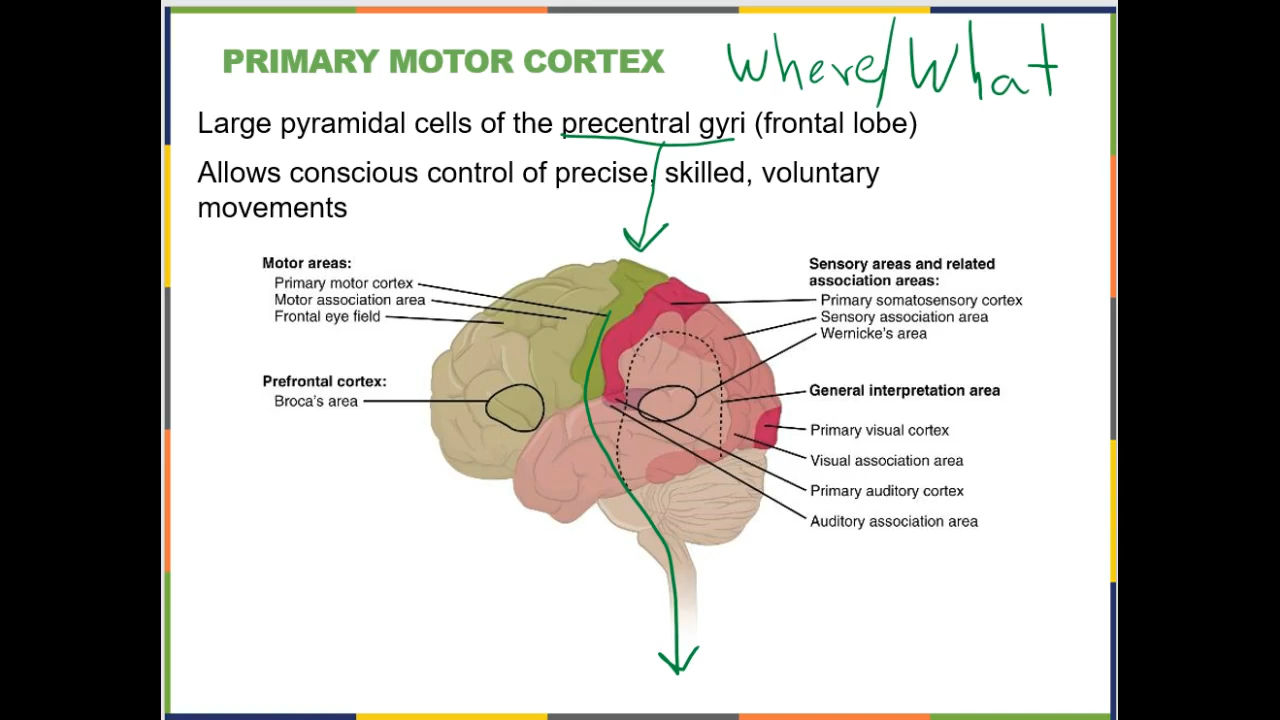 PRIMARY MOTOR CORTEX
Where/What
Large pyramidal cells of the precentral gyri (frontal lobe)
Allows conscious control of precise, skilled, voluntary
movements
Motor areas:
Primary motor cortex
Motor association area
Frontal eye field
Prefrontal cortex:
Broca's area
Sensory areas and related
association areas:
Primary somatosensory cortex
Sensory association area
Wernicke's area
General interpretation area
Primary visual cortex
Visual association area
Primary auditory cortex
Auditory association area